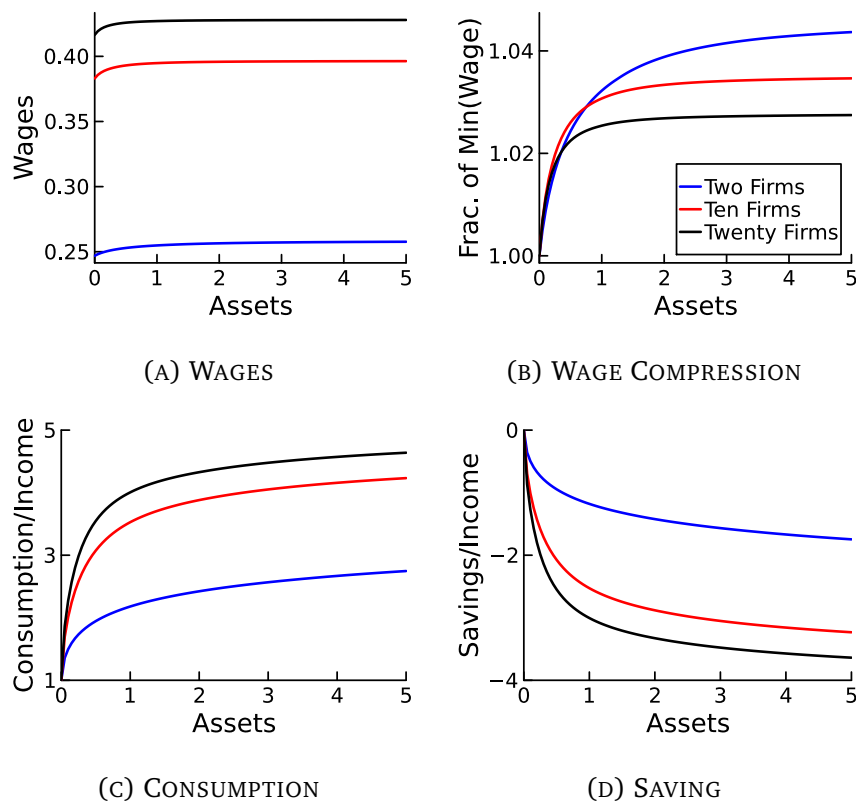 Wages
0.40
0.35
0.30
0.25
0 1 2 3 4 5
Assets
(A) WAGES
Frac. of Min(Wage)
1.04
1.02
1.00
Two Firms
Ten Firms
Twenty Firms
0 1 2 3 4 5
Assets
(B) WAGE COMPRESSION
Consumption/Income
5
3
1
0 1 2 3 4 5
Assets
(C) CONSUMPTION
Savings/Income
0
−2
−4
0 1 2 3 4 5
Assets
(D) SAVING